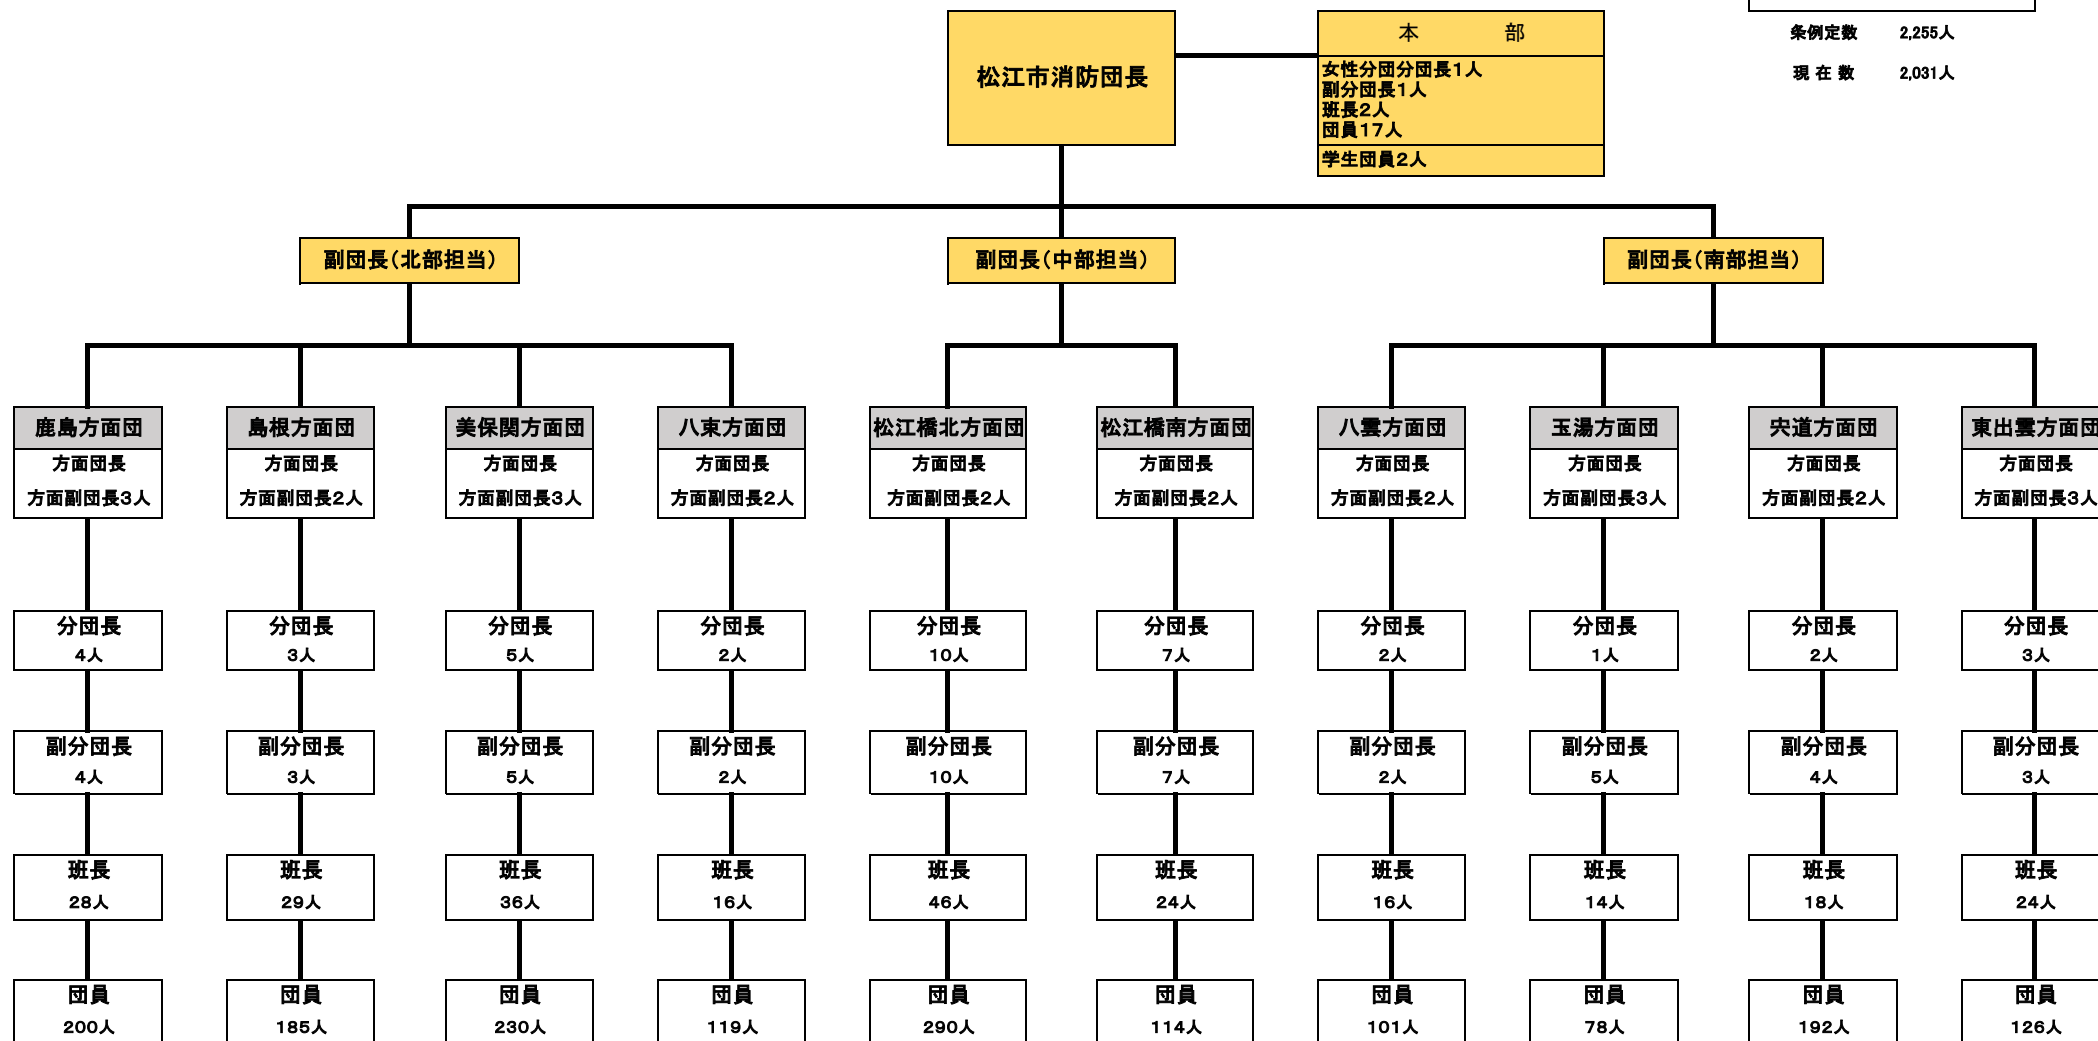 松江市消防団長
本　　　部
女性分団分団長1人
副分団長1人
班長2人
団員17人
学生団員2人
条例定数　2,255人
現 在 数　2,031人
副団長(北部担当)　副団長(中部担当)　副団長(南部担当)
鹿島方面団　島根方面団　美保関方面団　八束方面団　松江橋北方面団　松江橋南方面団　八雲方面団　玉湯方面団　宍道方面団　東出雲方面団
方面団長　方面団長　方面団長　方面団長　方面団長　方面団長　方面団長　方面団長　方面団長　方面団長
方面副団長3人　方面副団長2人　方面副団長3人　方面副団長2人　方面副団長2人　方面副団長2人　方面副団長2人　方面副団長3人　方面副団長2人　方面副団長3人
分団長　分団長　分団長　分団長　分団長　分団長　分団長　分団長　分団長　分団長
4人　3人　5人　2人　10人　7人　2人　1人　2人　3人
副分団長　副分団長　副分団長　副分団長　副分団長　副分団長　副分団長　副分団長　副分団長　副分団長
4人　3人　5人　2人　10人　7人　2人　5人　4人　3人
班長　班長　班長　班長　班長　班長　班長　班長　班長　班長
28人　29人　36人　16人　46人　24人　16人　14人　18人　24人
団員　団員　団員　団員　団員　団員　団員　団員　団員　団員
200人　185人　230人　119人　290人　114人　101人　78人　192人　126人